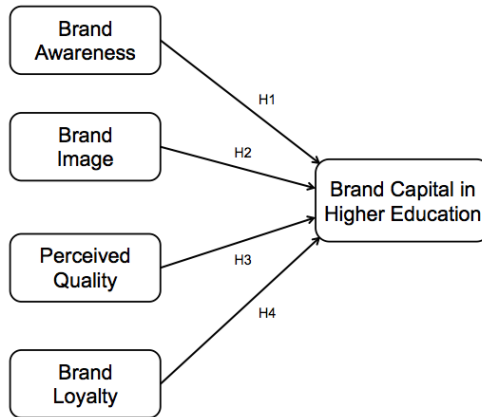 Brand
Awareness
H1
Brand
Image
H2
Brand Capital in
Higher Education
Perceived
Quality
H3
H4
Brand
Loyalty